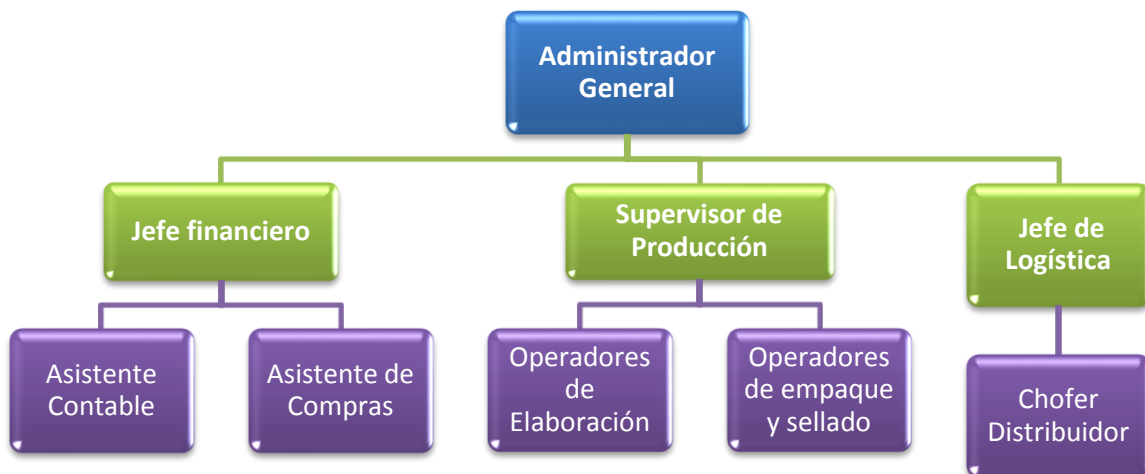 Administrador
General
Jefe financiero
Supervisor de
Producción
Jefe de
Logística
Asistente
Contable
Asistente de
Compras
Operadores
de
Elaboración
Operadores
de empaque
y sellado
Chofer
Distribuidor